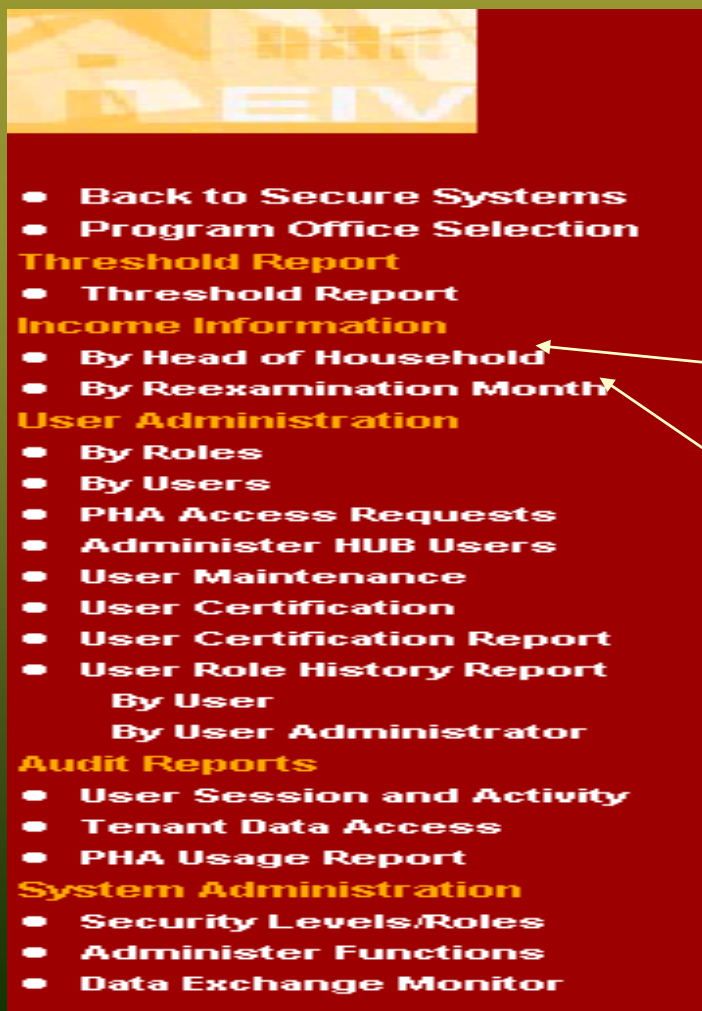 EIV
Back to Secure Systems
Program Office Selection
Threshold Report
Threshold Report
Income Information
By Head of Household
By Reexamination Month
User Administration
By Roles
By Users
PHA Access Requests
Administer HUB Users
User Maintenance
User Certification
User Certification Report
User Role History Report
By User
By User Administrator
Audit Reports
User Session and Activity
Tenant Data Access
PHA Usage Report
System Administration
Security Levels/Roles
Administer Functions
Data Exchange Monitor